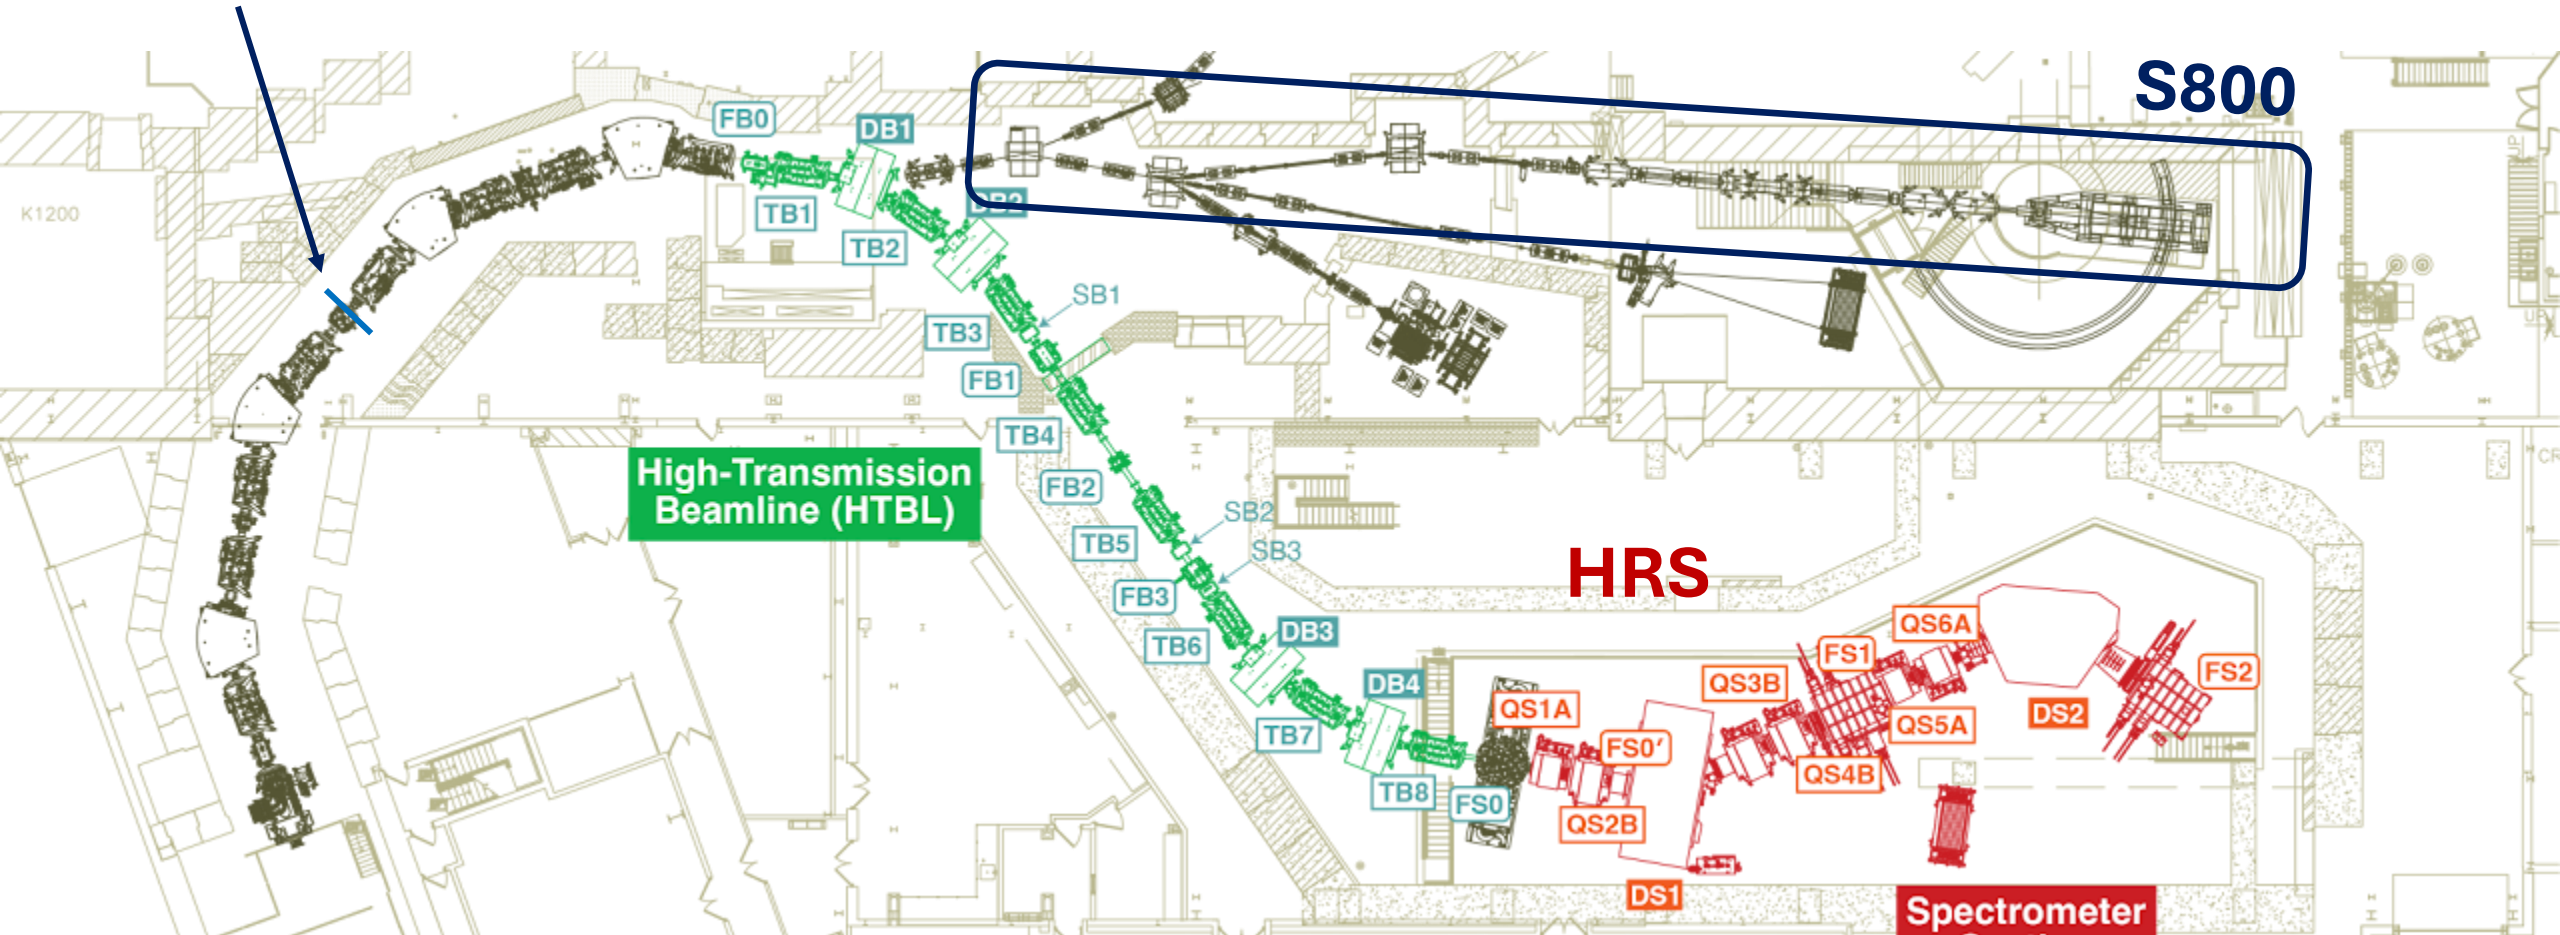 S800
FB0
DB1
K1200
TB1
DB2
TB2
SB1
TB3
FB1
TB4
High-Transmission
Beamline (HTBL)
FB2
SB2
TB5
SB3
HRS
FB3
DB3
TB6
QS6A
FS1
DB4
QS3B
FS2
QS1A
DS2
QS5A
TB7
FS0′
QS4B
TB8
FS0
QS2B
DS1
Spectrometer